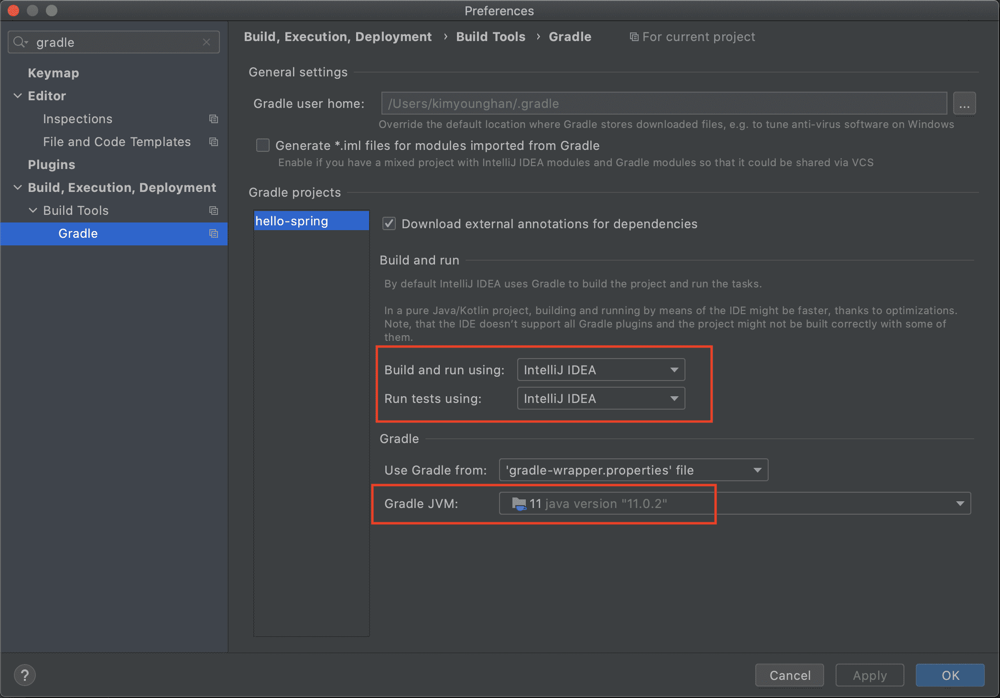 Preferences
gradle
Keymap
Editor
Inspections
File and Code Templates
Plugins
Build, Execution, Deployment
Build Tools
Gradle
Build, Execution, Deployment › Build Tools › Gradle
For current project
General settings
Gradle user home: /Users/kimyounghan/.gradle ...
Override the default location where Gradle stores downloaded files, e.g. to tune anti-virus software on Windows
Generate *.iml files for modules imported from Gradle
Enable if you have a mixed project with IntelliJ IDEA modules and Gradle modules so that it could be shared via VCS
Gradle projects
hello-spring
Download external annotations for dependencies
Build and run
By default IntelliJ IDEA uses Gradle to build the project and run the tasks.
In a pure Java/Kotlin project, building and running by means of the IDE might be faster, thanks to optimizations.
Note, that the IDE doesn’t support all Gradle plugins and the project might not be built correctly with some of
them.
Build and run using: IntelliJ IDEA
Run tests using: IntelliJ IDEA
Gradle
Use Gradle from: 'gradle-wrapper.properties' file
Gradle JVM: 11 java version "11.0.2"
?
Cancel
Apply
OK